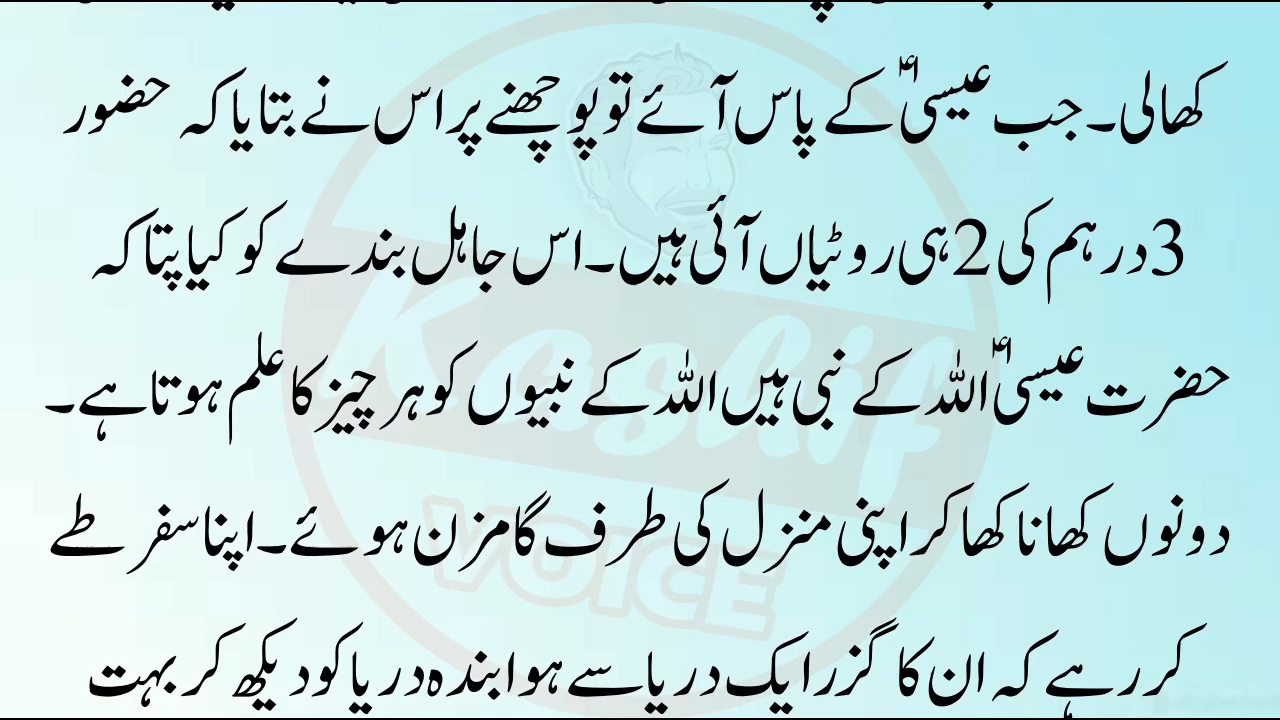 کھالی۔ جب عیسیٰؑ کے پاس آئے تو پوچھنے پر اس نے بتایا کہ حضور
3 درہم کی 2 ہی روٹیاں آئی ہیں۔ اس جاہل بندے کو کیا پتا کہ
حضرت عیسیٰؑ اللہ کے نبی ہیں اللہ کے نبیوں کو ہر چیز کا علم ہوتا ہے۔
دونوں کھانا کھا کر اپنی منزل کی طرف گامزن ہوئے۔ اپنا سفر طے
کر رہے کہ ان کا گزر ایک دریا سے ہوا بندہ دریا کو دیکھ کر بہت
Kashif
VOICE